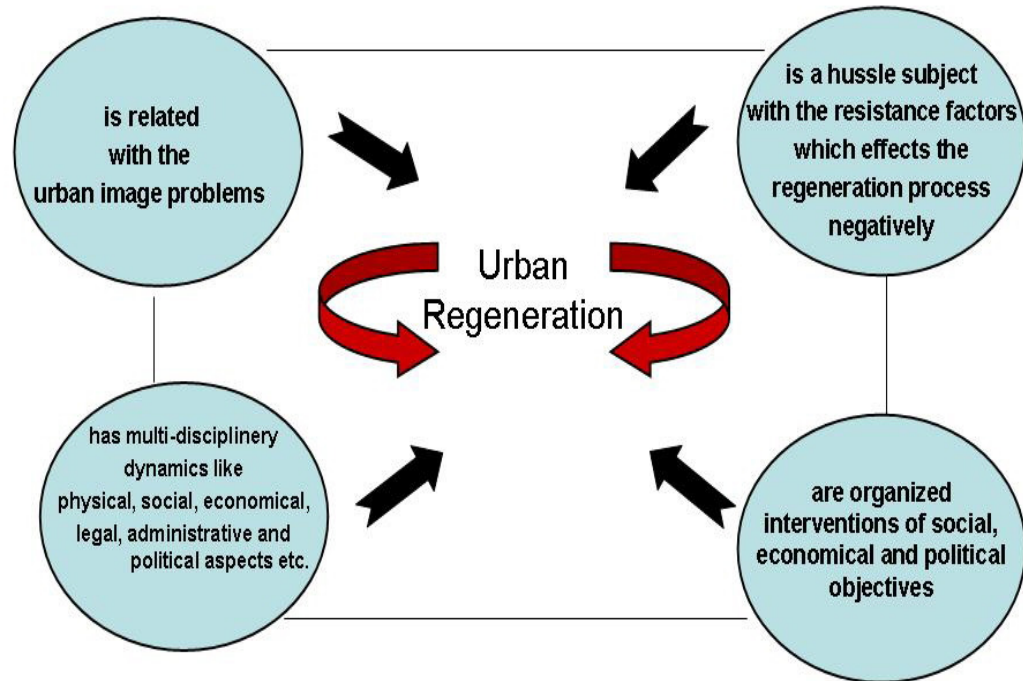 is related
with the
urban image problems
is a hussle subject
with the resistance factors
which effects the
regeneration process
negatively
Urban
Regeneration
has multi-disciplinery
dynamics like
physical, social, economical,
legal, administrative and
political aspects etc.
are organized
interventions of social,
economical and political
objectives